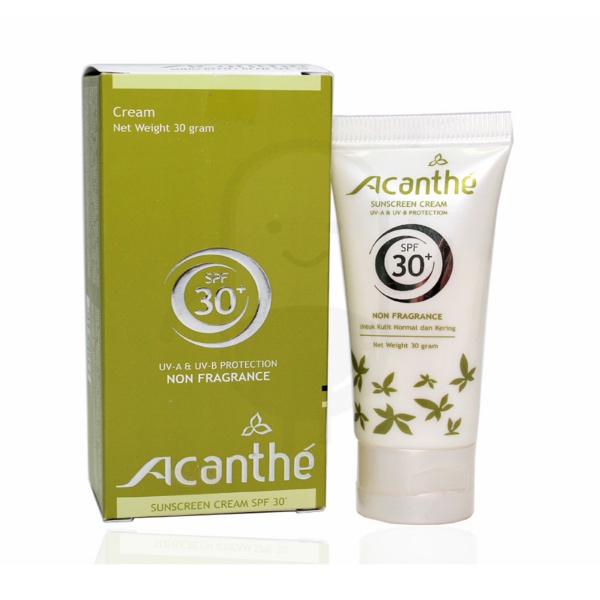 Cream
Net Weight 30 gram
SPF
30+
UV-A & UV-B PROTECTION
NON FRAGRANCE
Acanthé
SUNSCREEN CREAM SPF 30+
Acanthé
SUNSCREEN CREAM
UV-A & UV-B PROTECTION
SPF
30+
NON FRAGRANCE
Untuk Kulit Normal dan Kering
Net Weight 30 gram